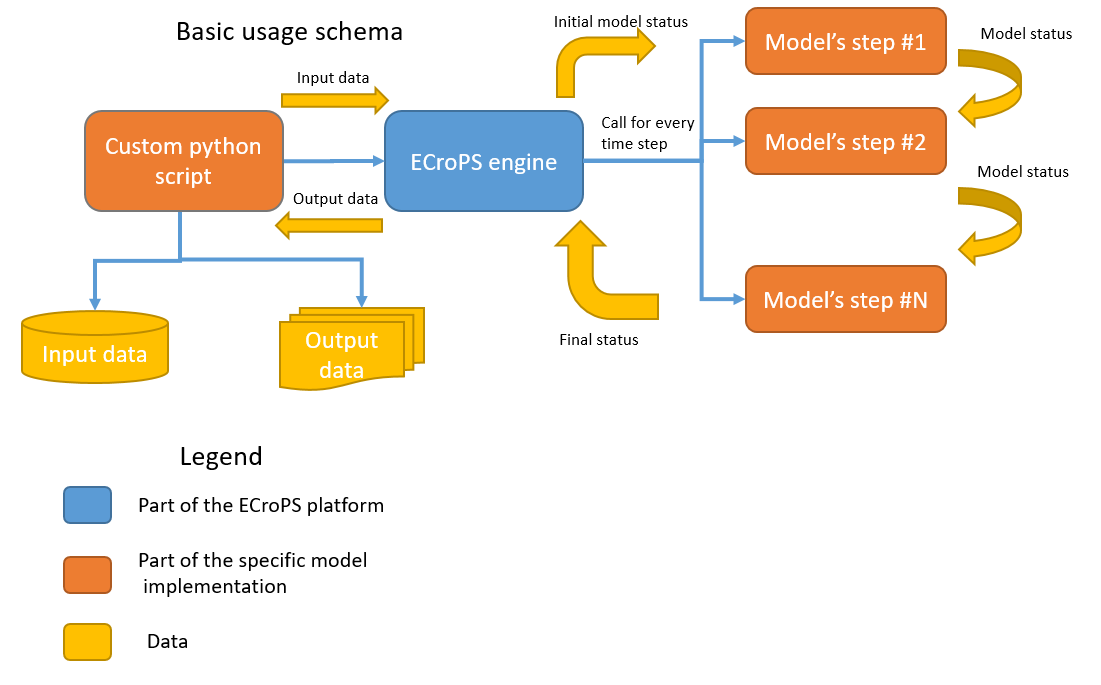 Basic usage schema
Input data
Custom python
script
Output data
Input data
Output
data
ECroPS engine
Initial model status
Call for every
time step
Final status
Model's step #1
Model status
Model's step #2
Model status
Model's step #N
Legend
Part of the ECroPS platform
Part of the specific model
implementation
Data